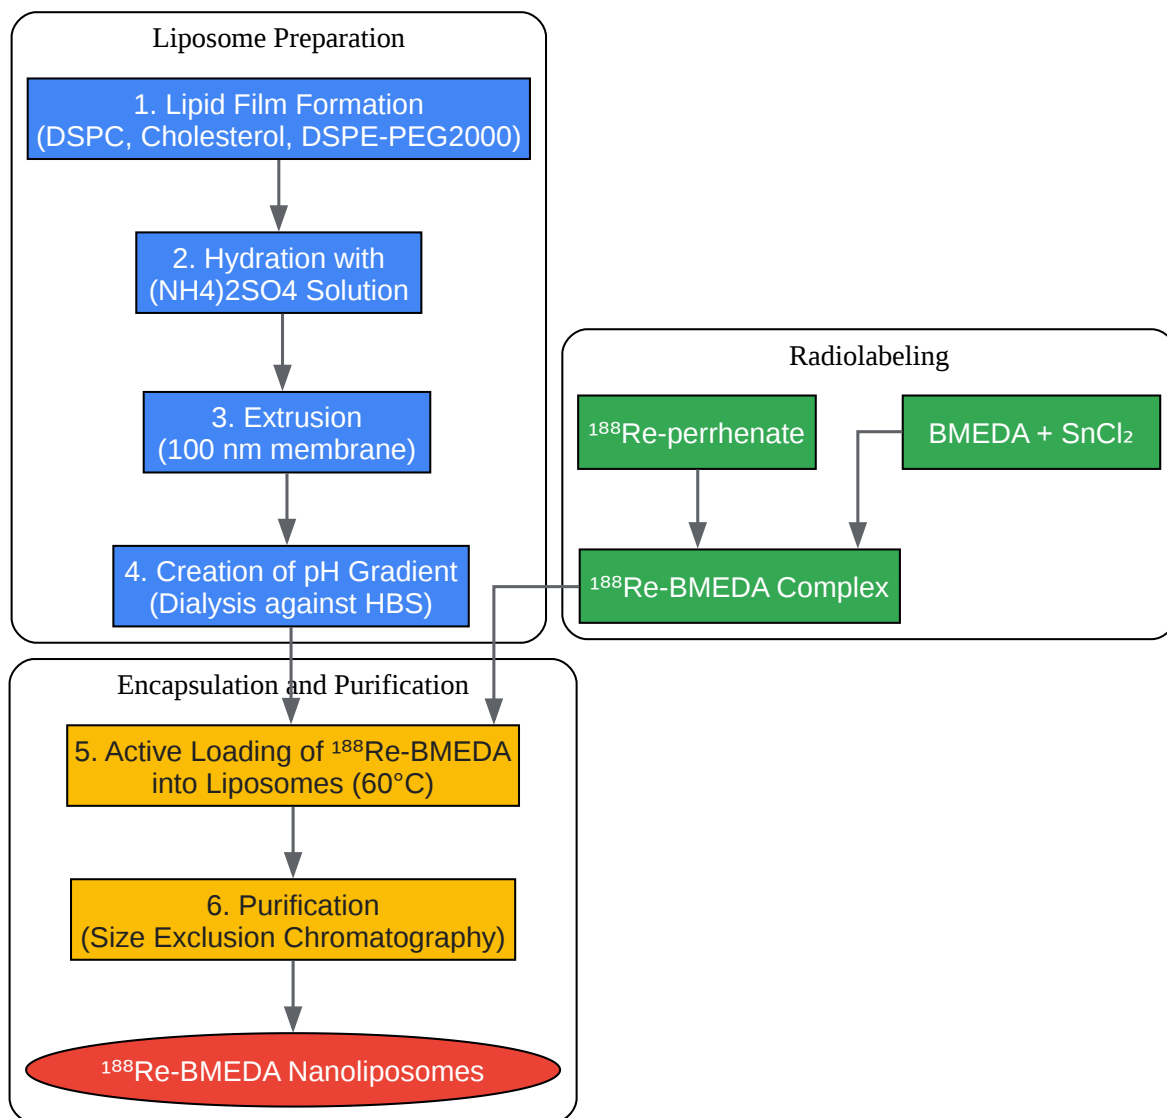 Liposome Preparation
1. Lipid Film Formation
(DSPC, Cholesterol, DSPE-PEG2000)
2. Hydration with
(NH4)2SO4 Solution
3. Extrusion
(100 nm membrane)
4. Creation of pH Gradient
(Dialysis against HBS)
Radiolabeling
¹⁸⁸Re-perrhenate
BMEDA + SnCl₂
¹⁸⁸Re-BMEDA Complex
Encapsulation and Purification
5. Active Loading of ¹⁸⁸Re-BMEDA
into Liposomes (60°C)
6. Purification
(Size Exclusion Chromatography)
¹⁸⁸Re-BMEDA Nanoliposomes